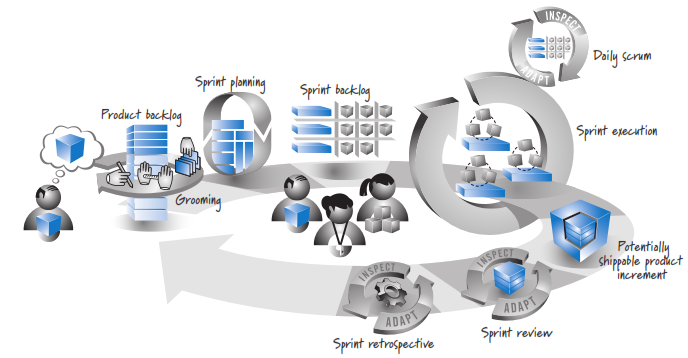 INSPECT
ADAPT
Daily scrum
Sprint planning
Sprint backlog
Product backlog
Sprint execution
Grooming
Potentially
shippable product
increment
INSPECT
ADAPT
Sprint review
INSPECT
ADAPT
Sprint retrospective